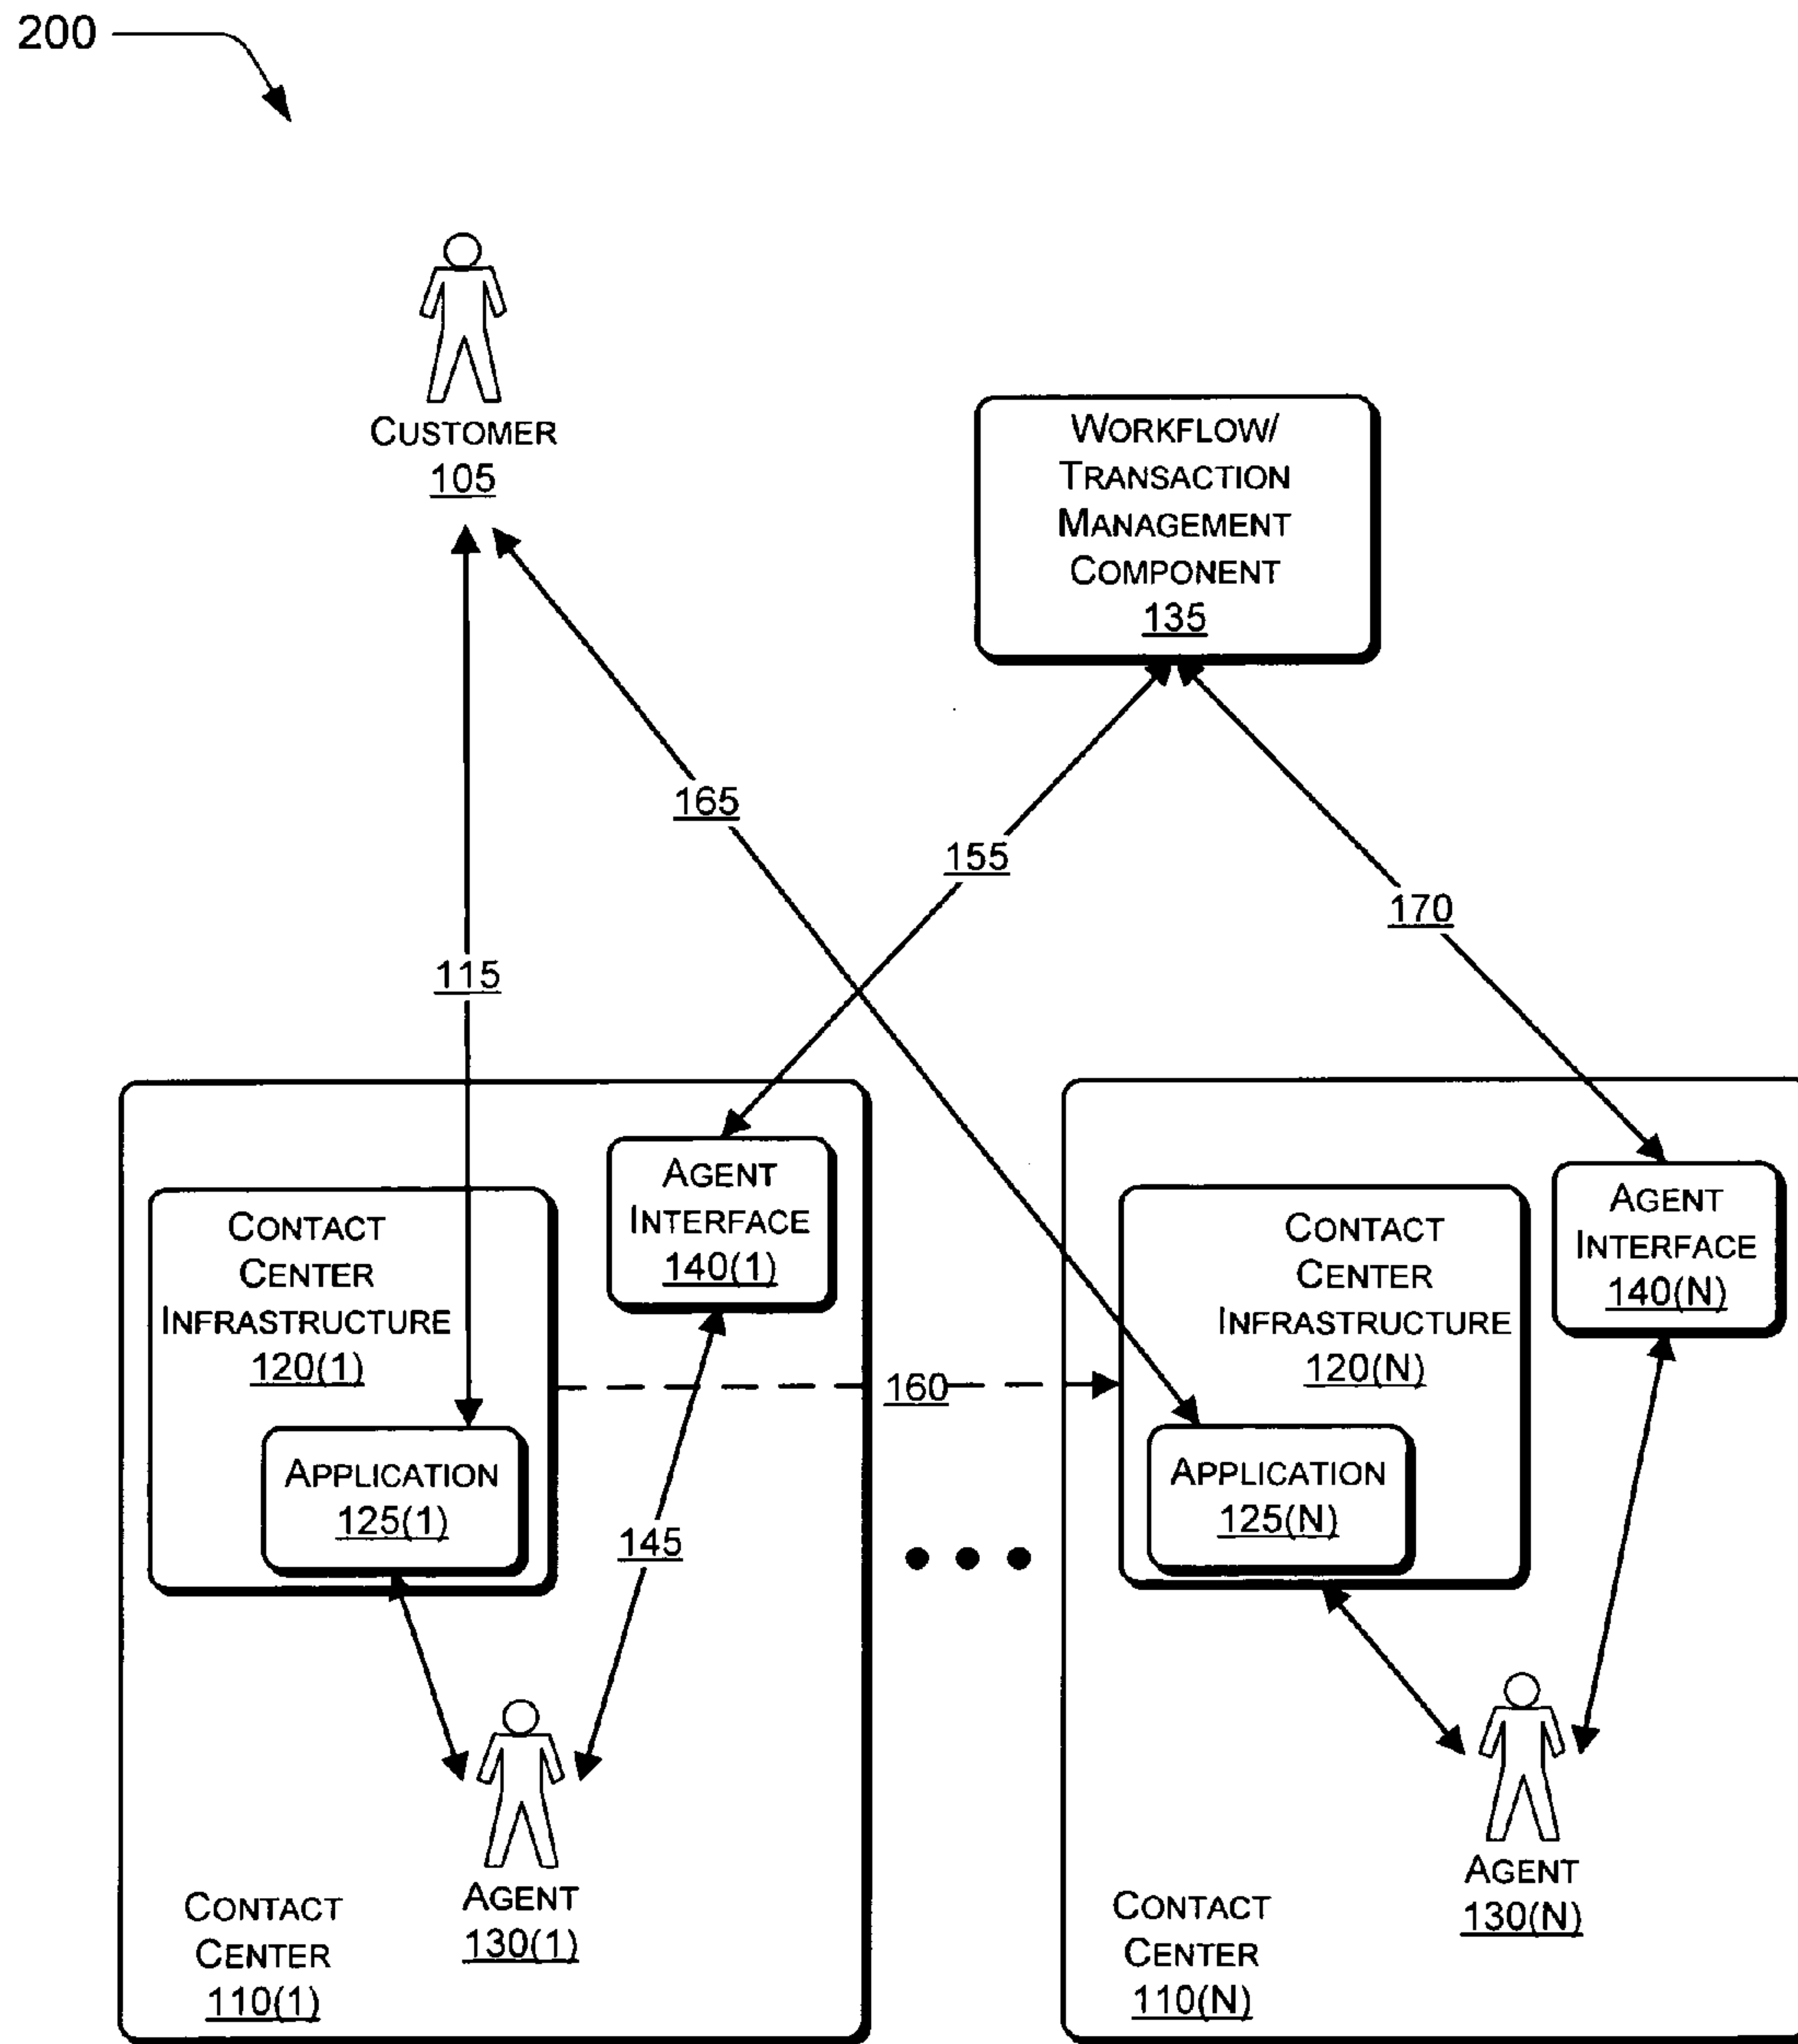 200
CUSTOMER
105
WORKFLOW/
TRANSACTION
MANAGEMENT
COMPONENT
135
165
155
170
115
AGENT
INTERFACE
140(1)
CONTACT
CENTER
INFRASTRUCTURE
120(1)
APPLICATION
125(1)
145
160
AGENT
INTERFACE
140(N)
CONTACT
CENTER
INFRASTRUCTURE
120(N)
APPLICATION
125(N)
AGENT
130(1)
CONTACT
CENTER
110(1)
AGENT
130(N)
CONTACT
CENTER
110(N)